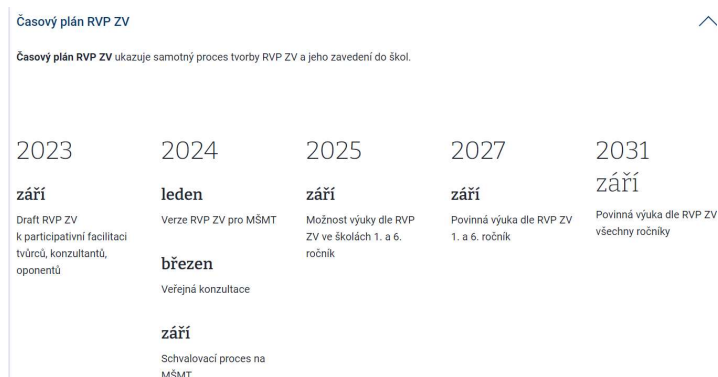 Časový plán RVP ZV
Časový plán RVP ZV ukazuje samotný proces tvorby RVP ZV a jeho zavedení do škol.
2023
září
Draft RVP ZV
k participativní facilitaci
tvůrců, konzultantů,
oponentů
2024
leden
Verze RVP ZV pro MŠMT
březen
Veřejná konzultace
září
Schvalovací proces na
MŠMT
2025
září
Možnost výuky dle RVP
ZV ve školách 1. a 6.
ročník
2027
září
Povinná výuka dle RVP ZV
1. a 6. ročník
2031
září
Povinná výuka dle RVP ZV
všechny ročníky